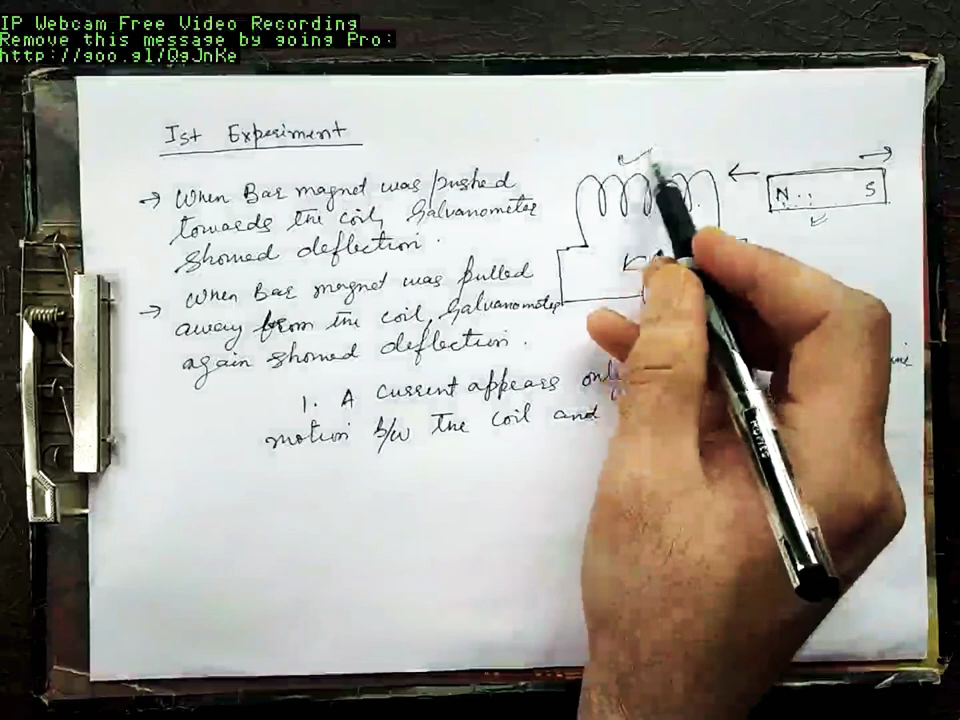 IP Webcam Free Video Recording
Remove this message by going Pro:
http://goo.gl/Q9JnKe
Ist Experiment
→ When Bar magnet was pushed
towards the coil, Galvanometer
showed deflection.
→ When Bar magnet was pulled
away from the coil, Galvanometer
again showed deflection.
N S
1. A current appears
motion b/w the coil and